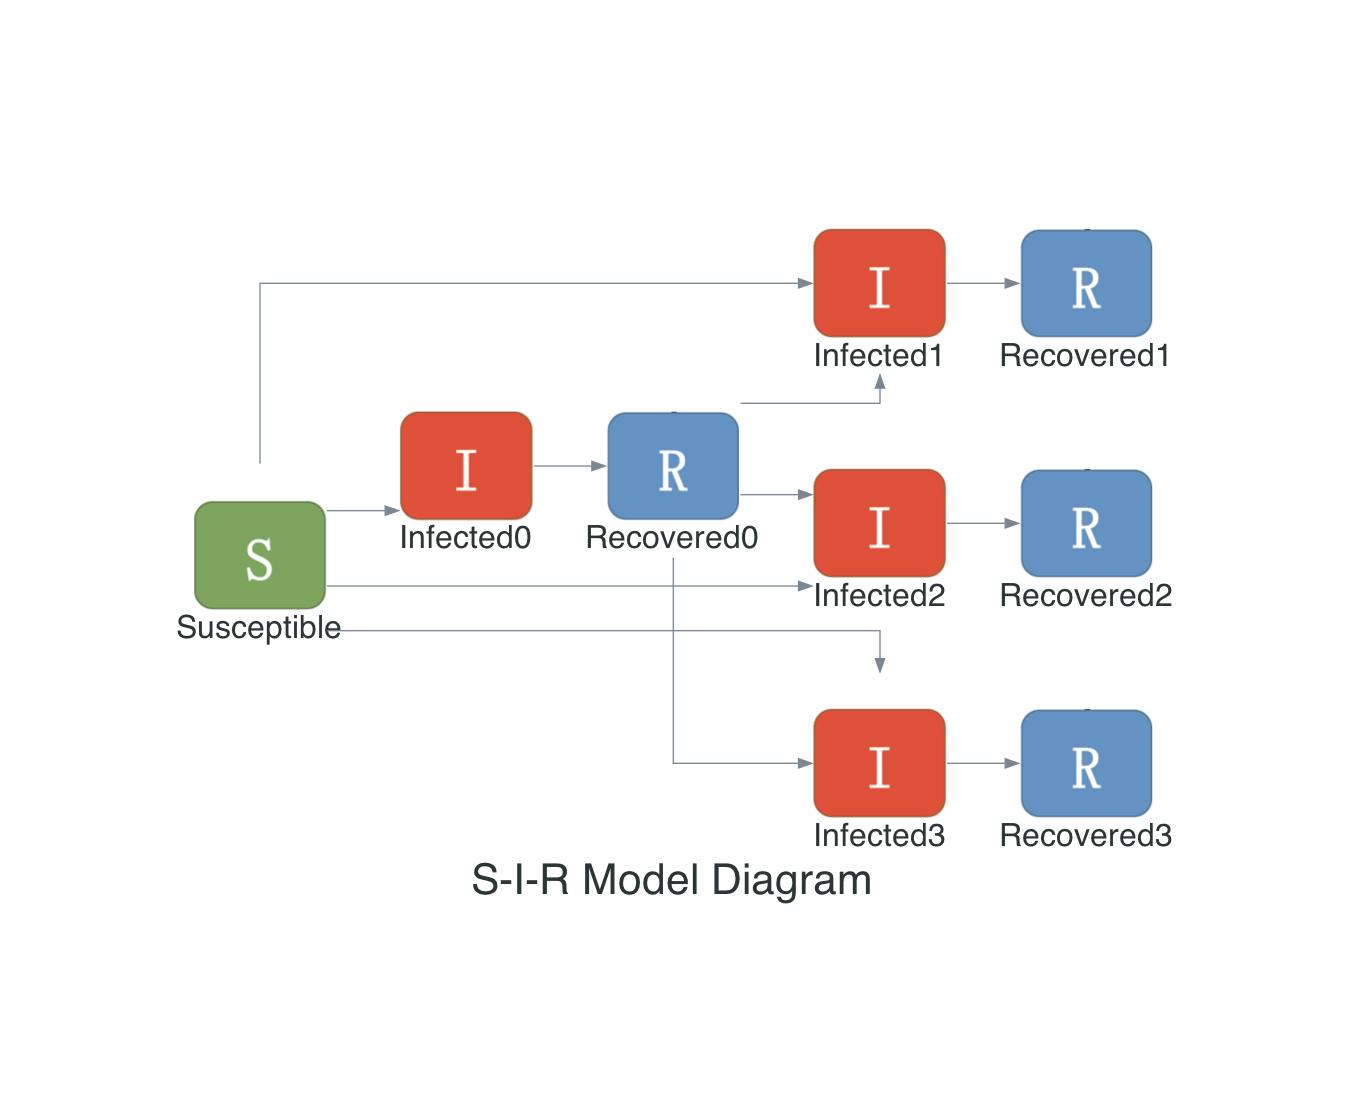 I
Infected1
R
Recovered1
I
Infected0
R
Recovered0
I
Infected2
R
Recovered2
S
Susceptible
I
Infected3
R
Recovered3
S-I-R Model Diagram